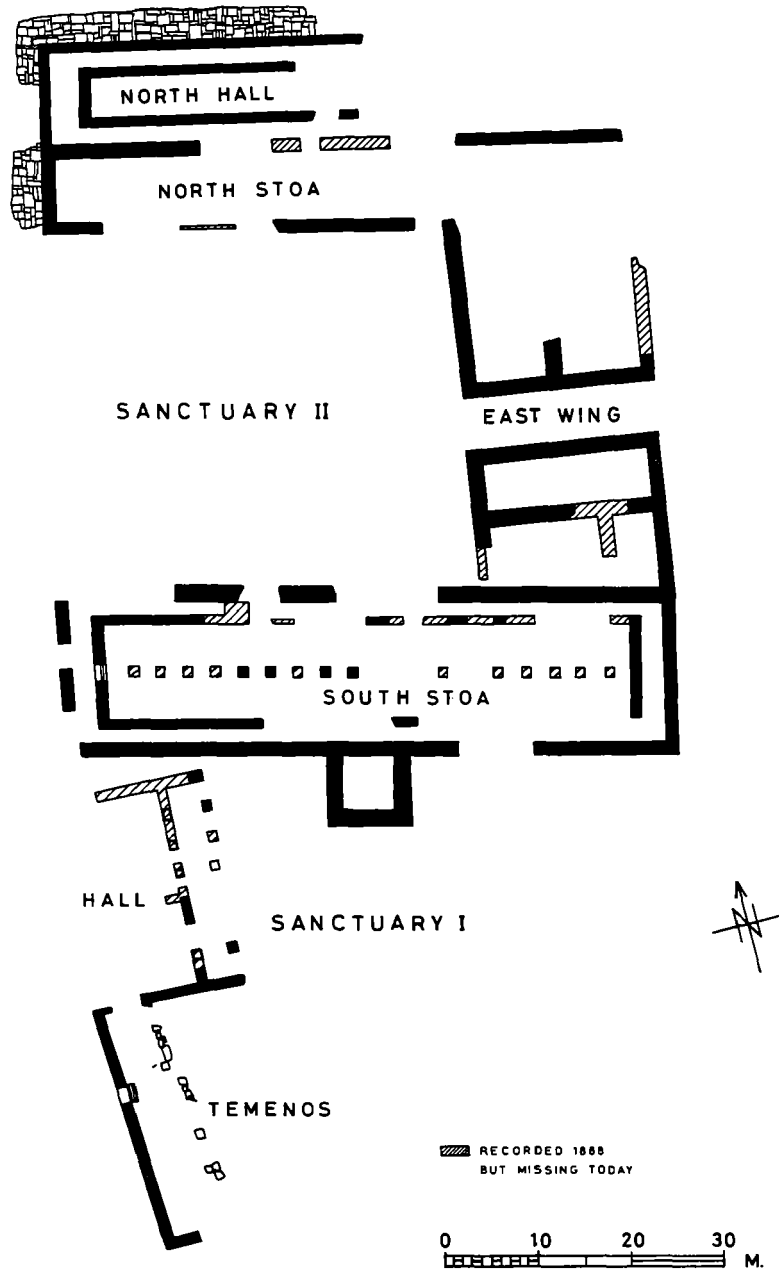 NORTH HALL
NORTH STOA
SANCTUARY II
EAST WING
SOUTH STOA
HALL
SANCTUARY I
TEMENOS
RECORDED 1888
BUT MISSING TODAY
0 10 20 30
M.